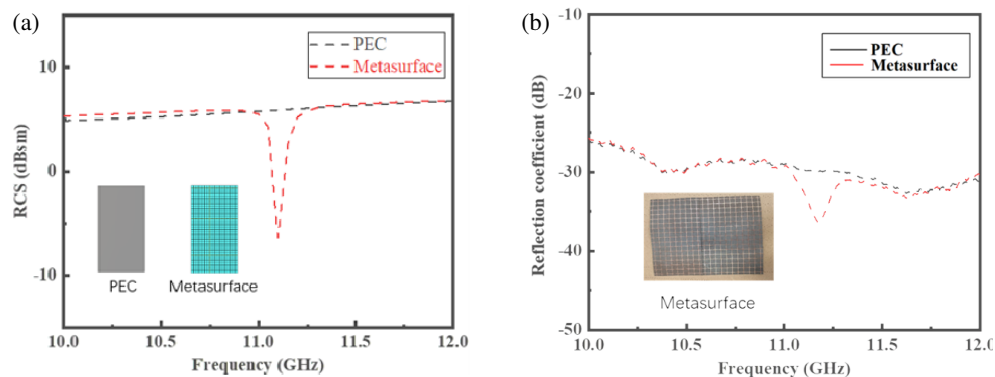 (a)
PEC
Metasurface
10
0
-10
RCS (dBsm)
PEC
Metasurface
10.0
10.5
11.0
11.5
12.0
Frequency (GHz)
(b)
-10
PEC
Metasurface
-20
-30
-40
-50
Reflection coefficient (dB)
Metasurface
10.0
10.5
11.0
11.5
12.0
Frequency (GHz)